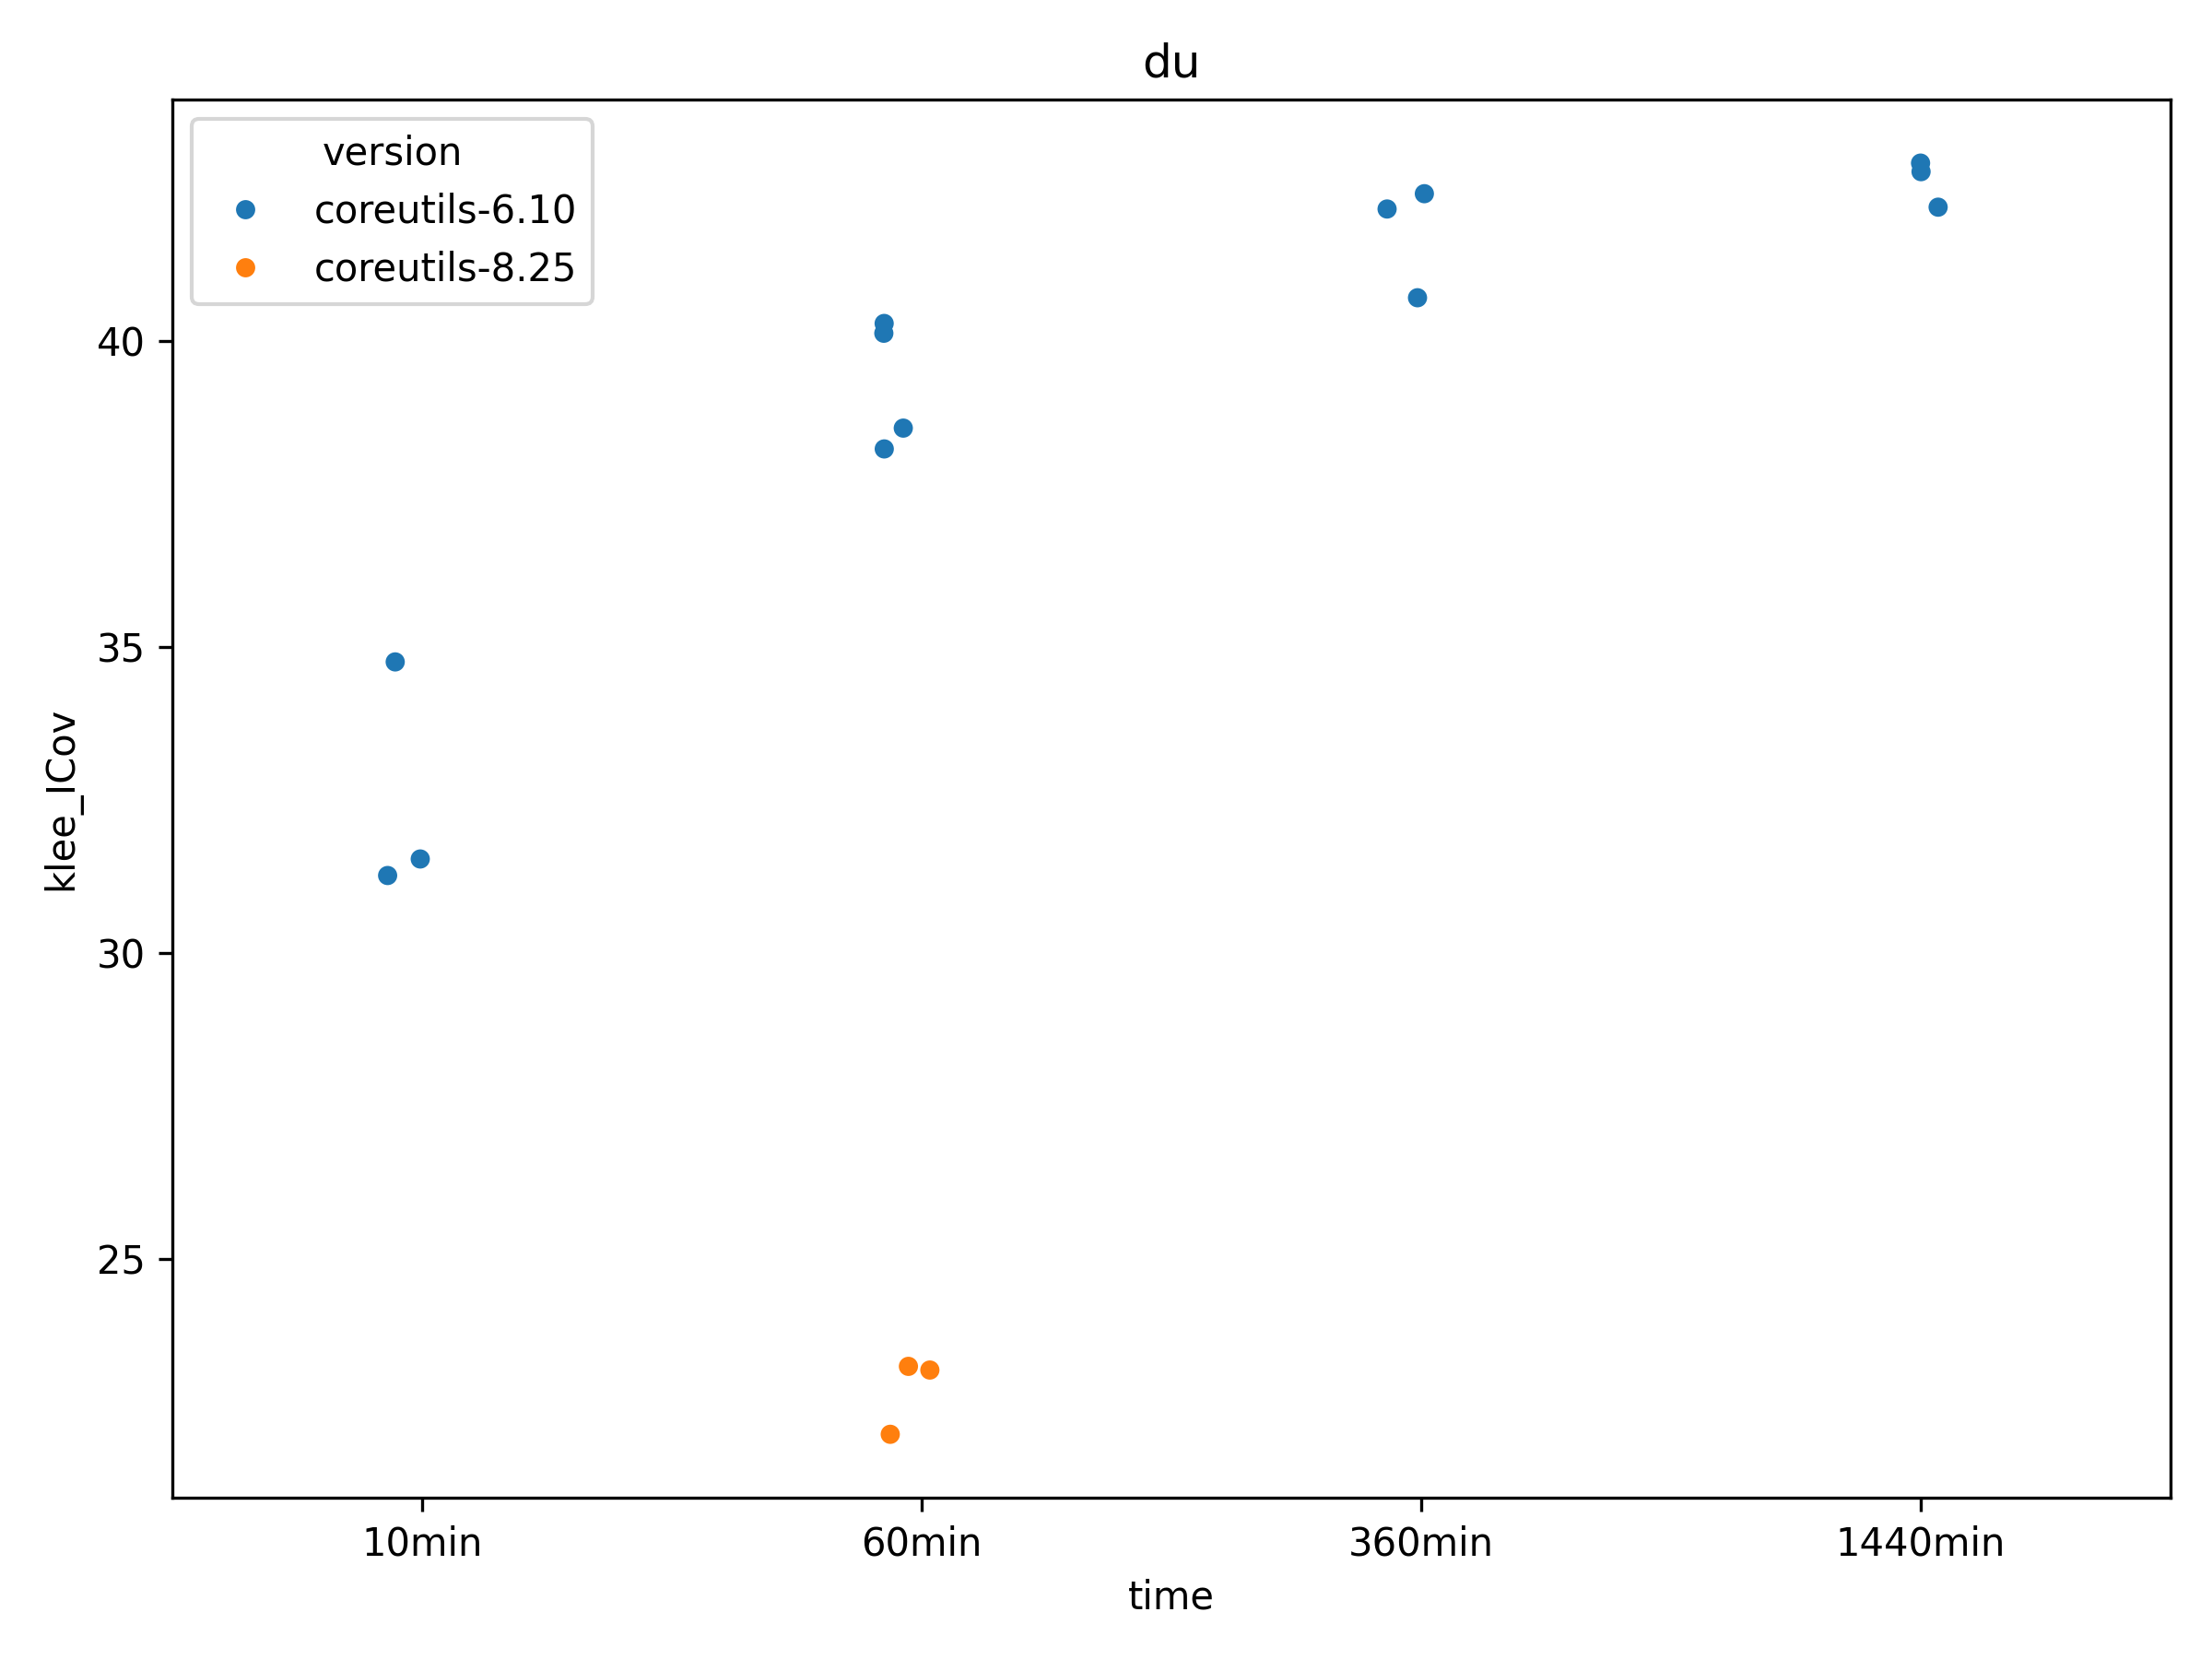 du
version
coreutils-6.10
coreutils-8.25
klee_ICov
40
35
30
25
10min
60min
360min
1440min
time